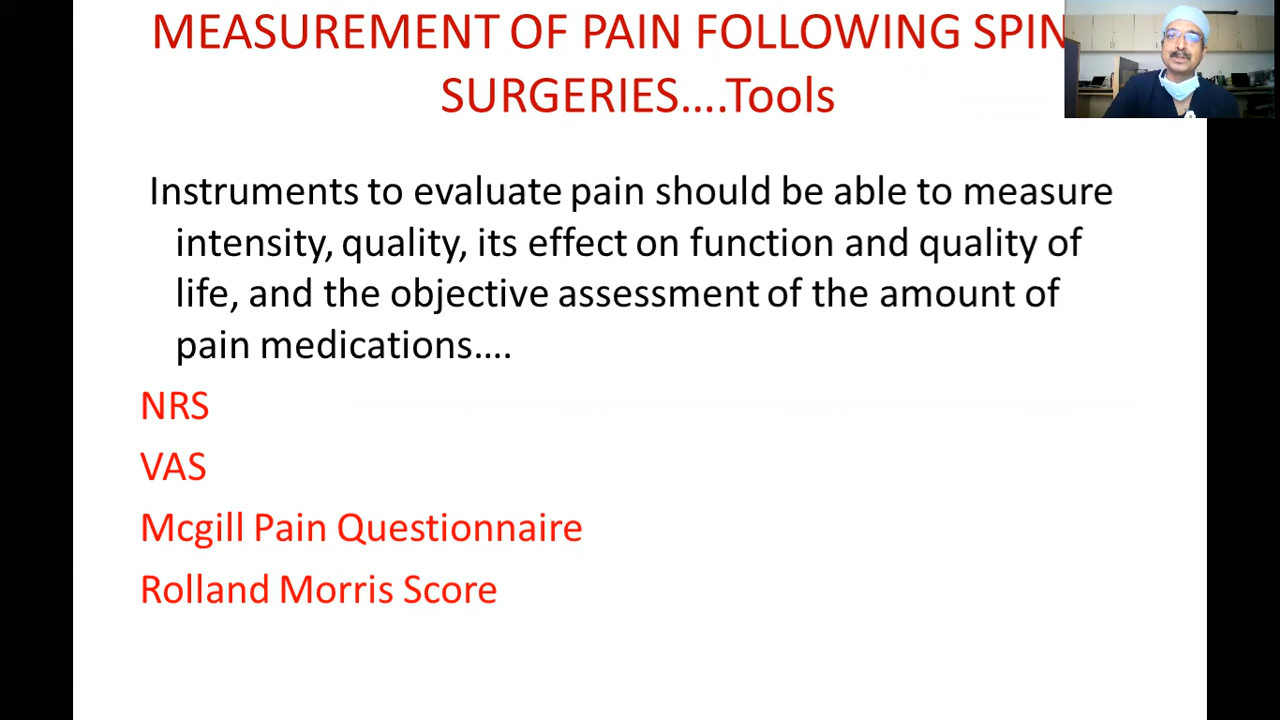 MEASUREMENT OF PAIN FOLLOWING SPIN
SURGERIES....Tools
Instruments to evaluate pain should be able to measure
intensity, quality, its effect on function and quality of
life, and the objective assessment of the amount of
pain medications....
NRS
VAS
Mcgill Pain Questionnaire
Rolland Morris Score